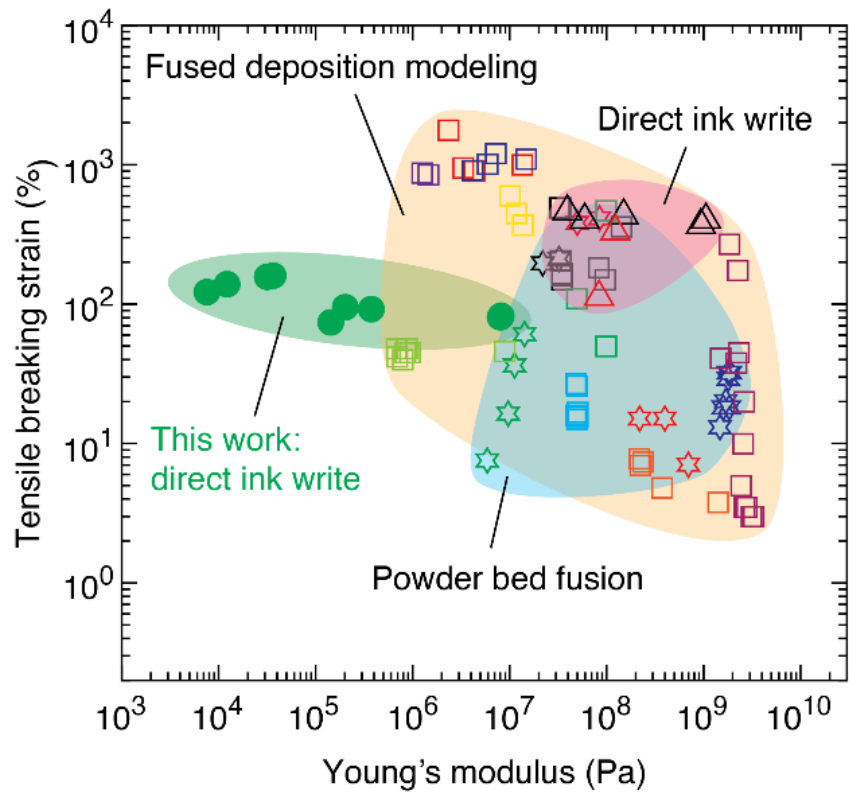 10⁴
Fused deposition modeling
Direct ink write
10³
Tensile breaking strain (%)
10²
This work:
direct ink write
10¹
Powder bed fusion
10⁰
10³ 10⁴ 10⁵ 10⁶ 10⁷ 10⁸ 10⁹ 10¹⁰
Young's modulus (Pa)